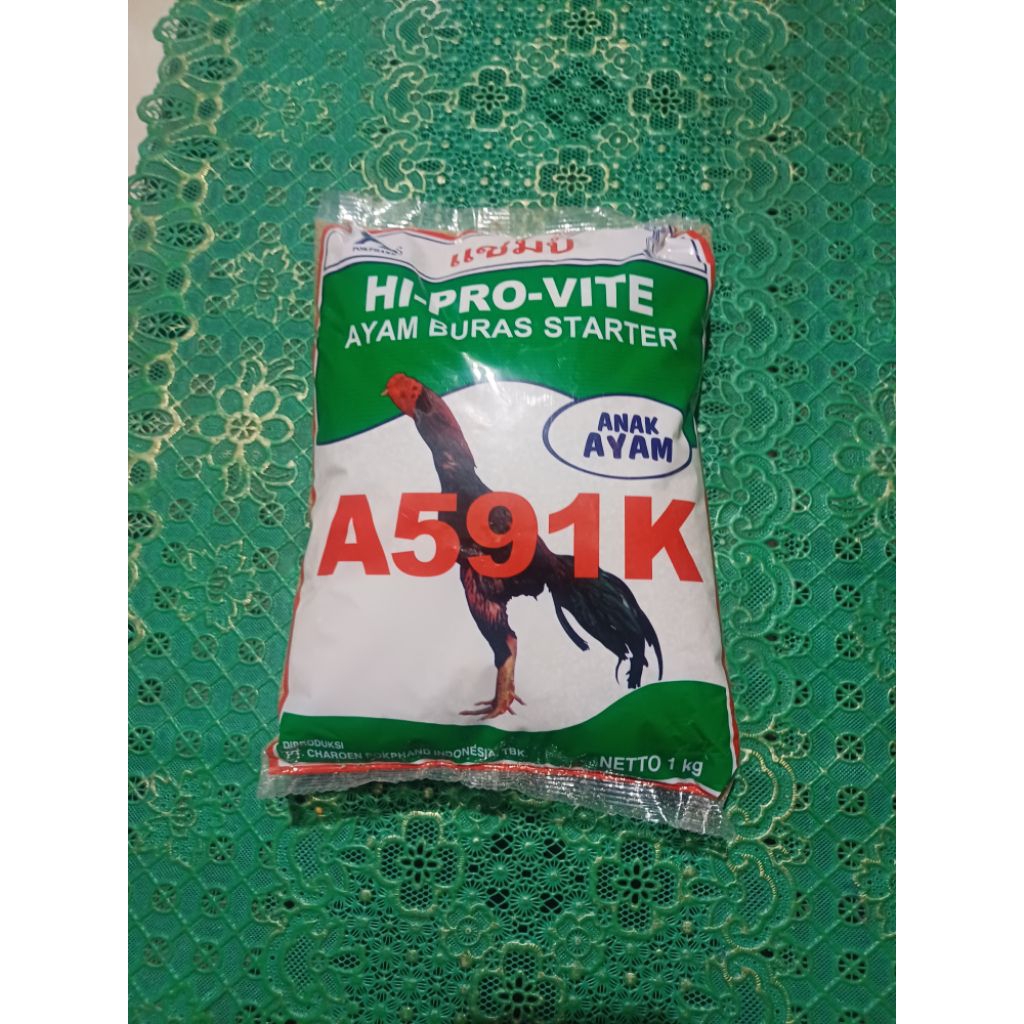 แชมป์
POKPHAND
HI-PRO-VITE
AYAM BURAS STARTER
ANAK
AYAM
A591K
DIPRODUKSI
PT. CHAROEN POKPHAND INDONESIA, TBK
NETTO 1 kg